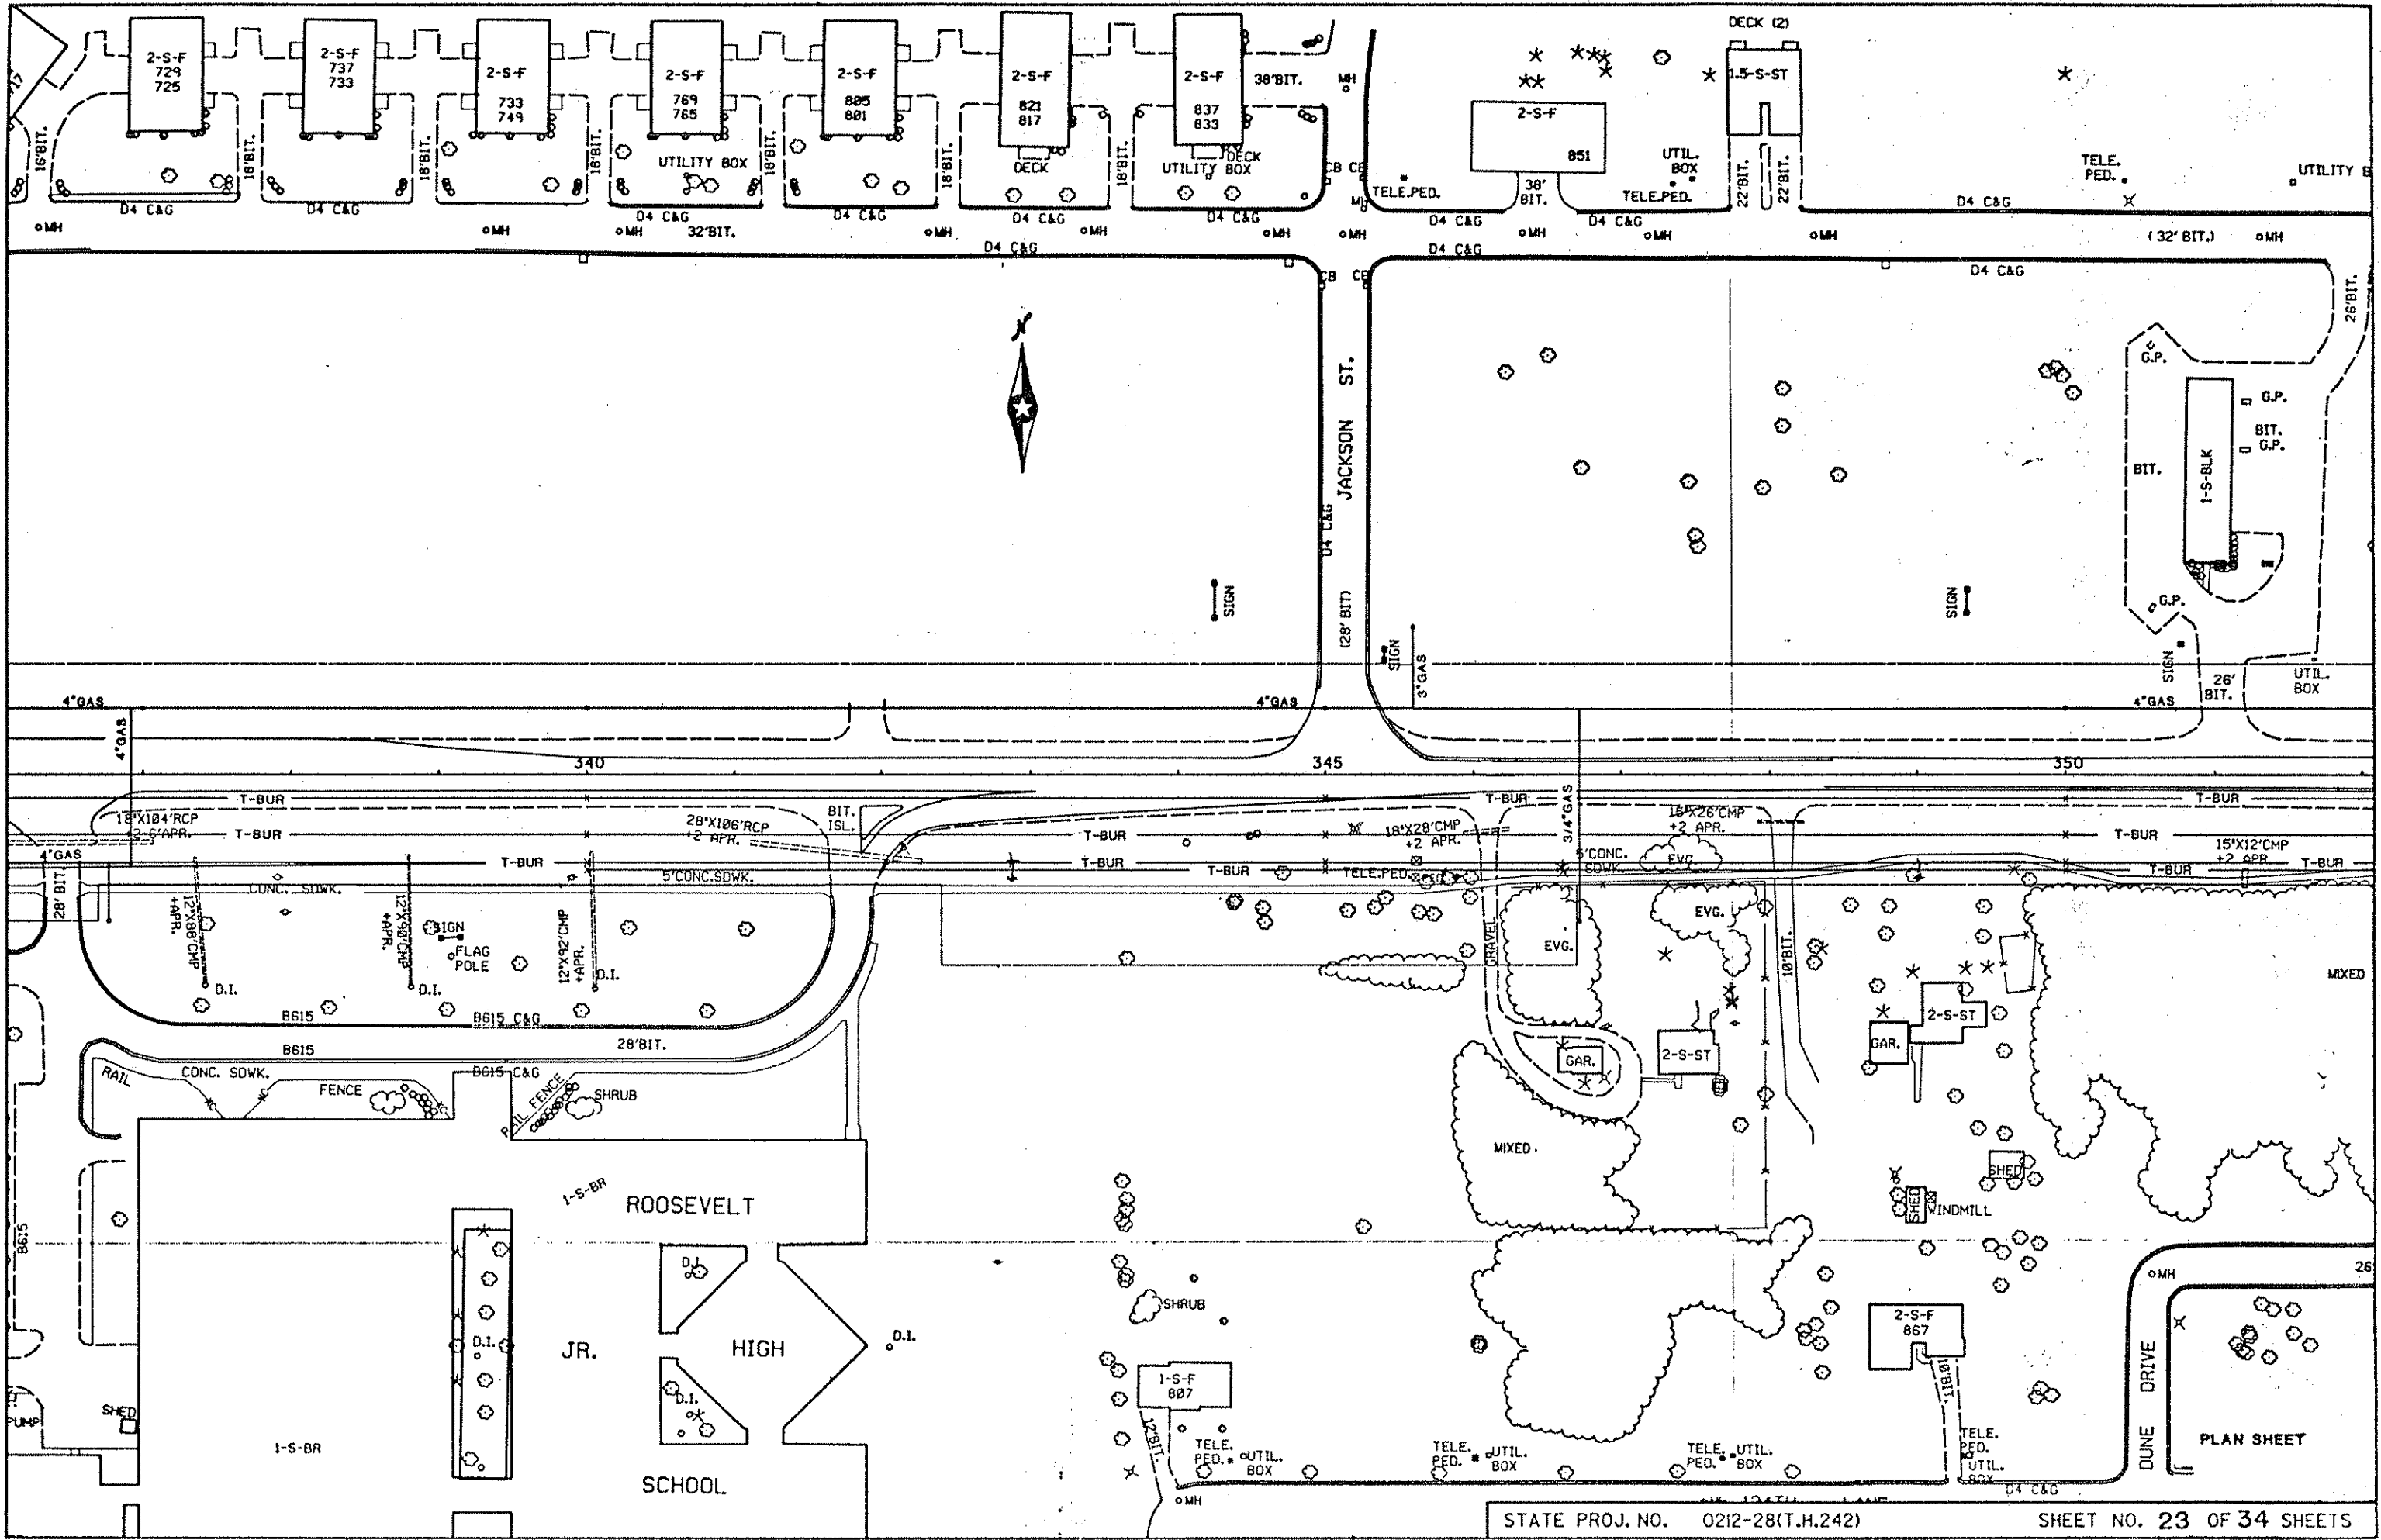 DECK (2)
2-S-F
729
725
2-S-F
737
733
2-S-F
733
749
2-S-F
769
765
2-S-F
805
801
2-S-F
821
817
2-S-F
837
833
38'BIT.
MH
2-S-F
851
1.5-S-ST
16'BIT.
18'BIT.
18'BIT.
18'BIT.
UTILITY BOX
18'BIT.
18'BIT.
DECK
18'BIT.
DECK
UTILITY BOX
CB
TELE.PED.
38'
BIT.
UTIL.
BOX
TELE.PED.
22'BIT.
22'BIT.
TELE.
PED.
UTILITY B
D4 C&G
D4 C&G
D4 C&G
D4 C&G
D4 C&G
D4 C&G
D4 C&G
D4 C&G
D4 C&G
MH
MH
MH
32'BIT.
MH
MH
MH
MH
MH
MH
MH
(32' BIT.)
MH
D4 C&G
D4 C&G
D4 C&G
CB
N
JACKSON ST.
D4 C&G
(28' BIT)
26'BIT.
G.P.
G.P.
BIT.
G.P.
BIT.
1-S-BLK
G.P.
SIGN
SIGN
SIGN
SIGN
3"GAS
26'
BIT.
UTIL.
BOX
4"GAS
4"GAS
4"GAS
4"GAS
340
345
350
T-BUR
T-BUR
T-BUR
BIT.
ISL.
18"X104'RCP
T-BUR
28"X106'RCP
+2 APR.
T-BUR
18"X28'CMP
+2 APR.
3/4"GAS
15"X26'CMP
+2 APR.
T-BUR
15"X12'CMP
+2 APR.
4"GAS
T-BUR
T-BUR
T-BUR
T-BUR
T-BUR
TELE.PED.
5'CONC.
SDWK.
EVG.
28' BIT.
CONC. SDWK.
5'CONC.SDWK.
12"X88'CMP
+APR.
12"X90'CMP
+APR.
SIGN
FLAG
POLE
12"X92'CMP
+APR.
D.I.
D.I.
D.I.
GRAVEL
EVG.
EVG.
10'BIT.
MIXED
B615
B615 C&G
B615
28'BIT.
B615 C&G
RAIL
CONC. SDWK.
FENCE
RAIL FENCE
SHRUB
GAR.
2-S-ST
GAR.
2-S-ST
MIXED
SHED
SHED
WINDMILL
1-S-BR
ROOSEVELT
B615
D.I.
D.I.
JR.
HIGH
D.I.
D.I.
SHRUB
1-S-F
807
2-S-F
867
10'BIT.
MH
26
DUNE DRIVE
PUMP
SHED
1-S-BR
SCHOOL
12'BIT.
TELE.
PED.
UTIL.
BOX
TELE.
PED.
UTIL.
BOX
TELE.
PED.
UTIL.
BOX
TELE.
PED.
UTIL.
BOX
PLAN SHEET
MH
D4 C&G
STATE PROJ. NO. 0212-28(T.H.242) SHEET NO. 23 OF 34 SHEETS